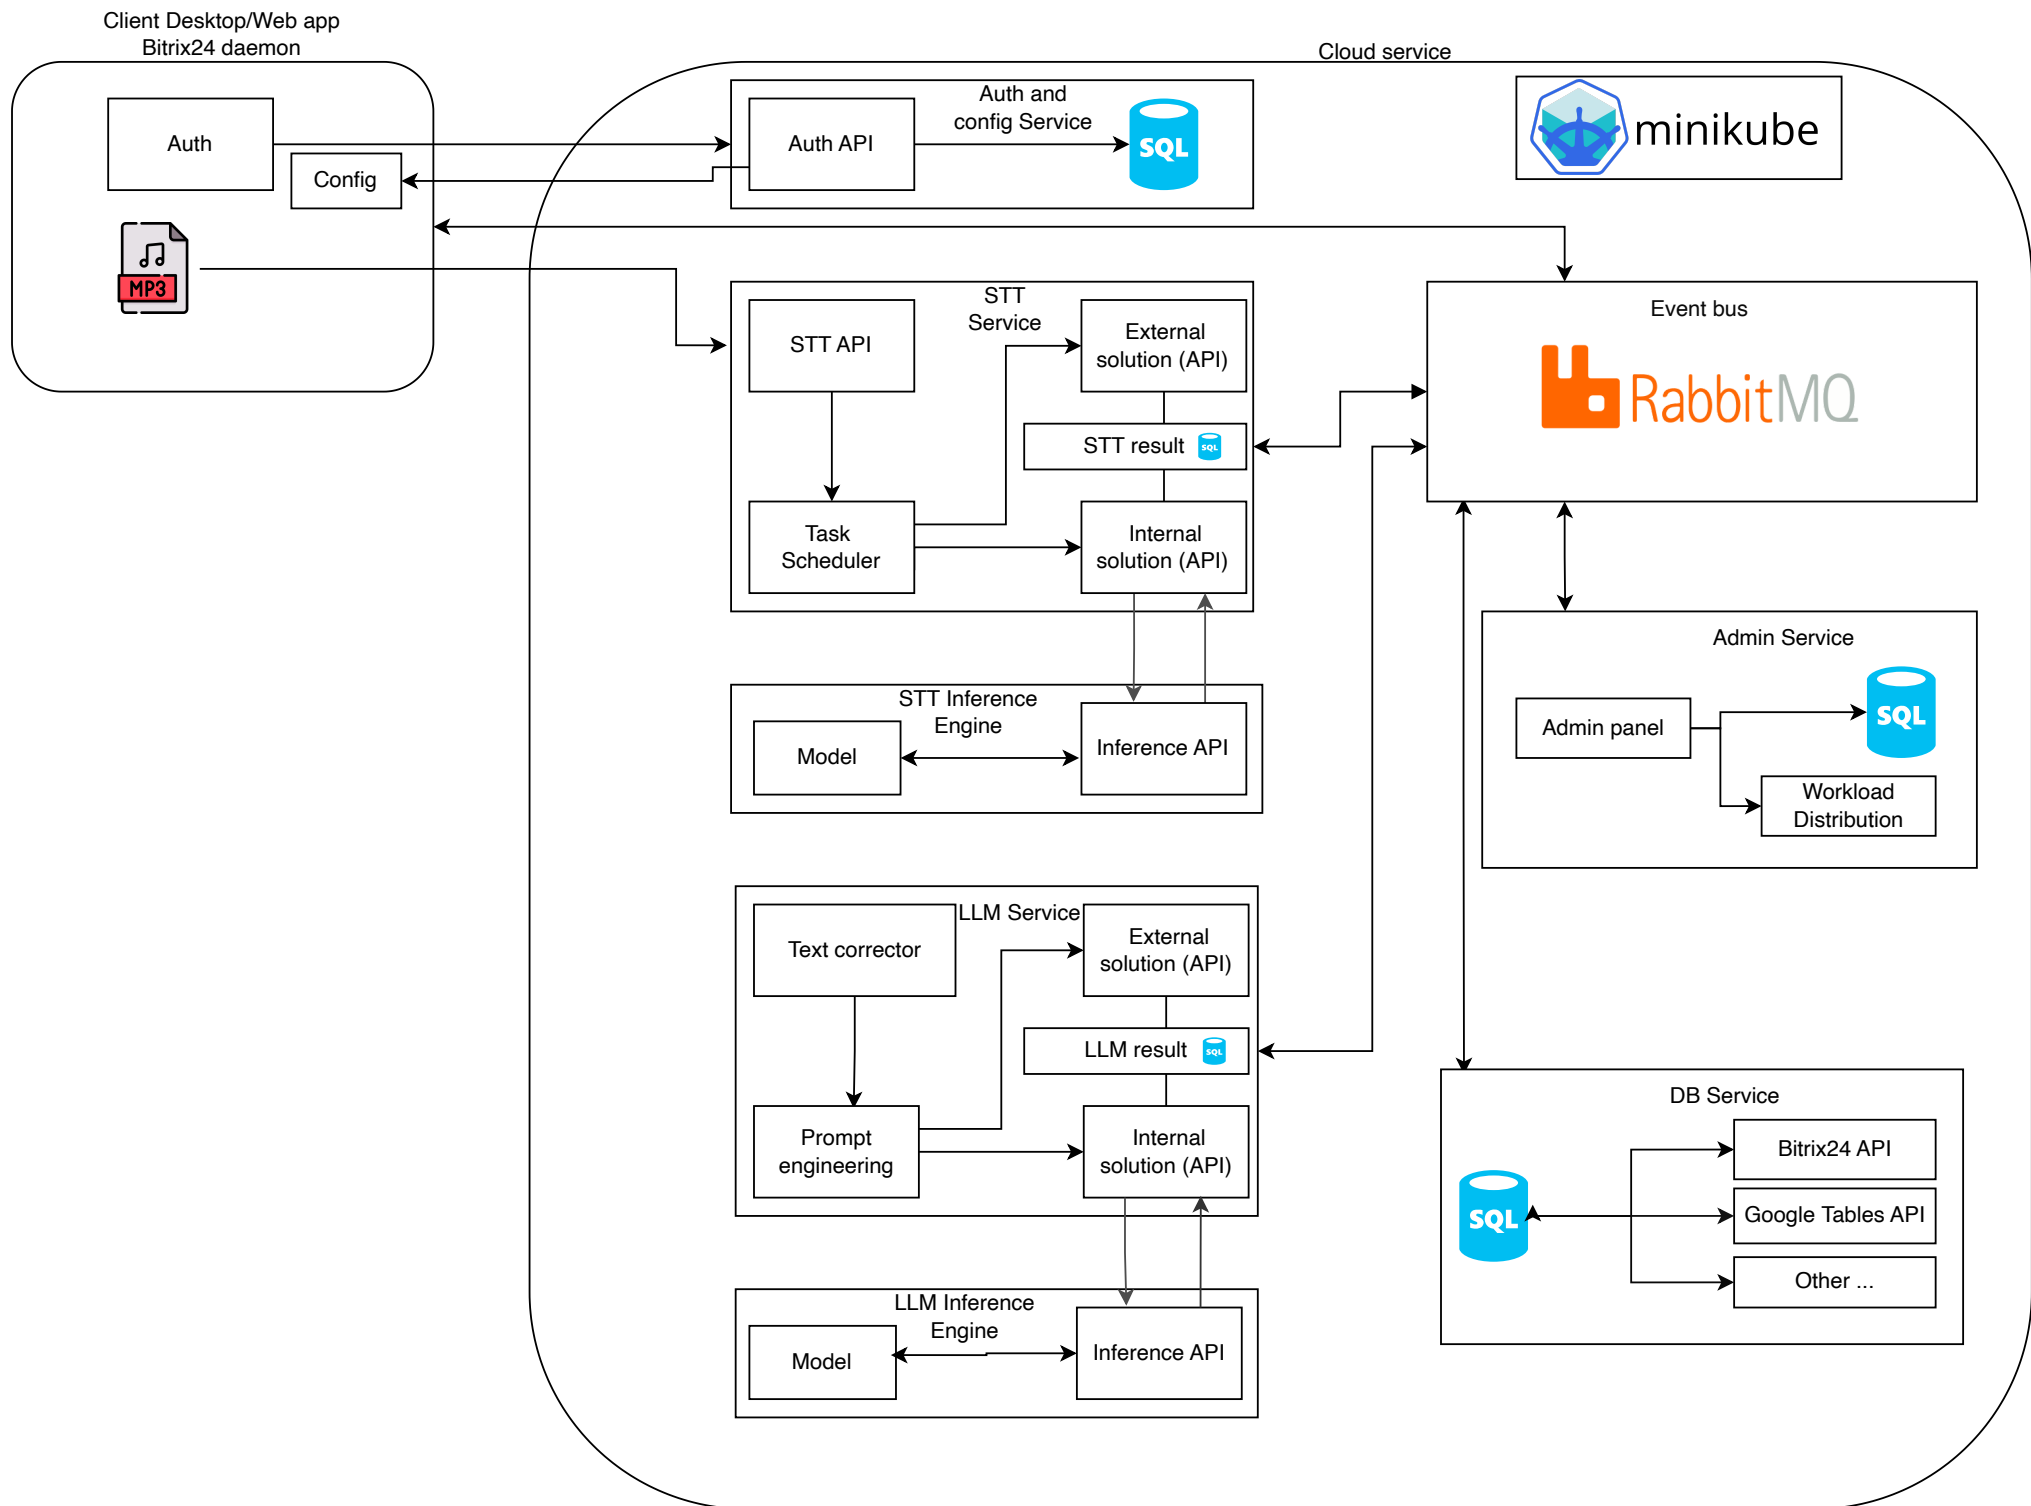 Client Desktop/Web app
Bitrix24 daemon
Auth
Config
MP3
Cloud service
Auth and
config Service
Auth API
SQL
minikube
STT
Service
STT API
External
solution (API)
STT result
SQL
Task
Scheduler
Internal
solution (API)
STT Inference
Engine
Model
Inference API
LLM Service
Text corrector
External
solution (API)
LLM result
SQL
Prompt
engineering
Internal
solution (API)
LLM Inference
Engine
Model
Inference API
Event bus
RabbitMQ
Admin Service
Admin panel
SQL
Workload
Distribution
DB Service
SQL
Bitrix24 API
Google Tables API
Other ...